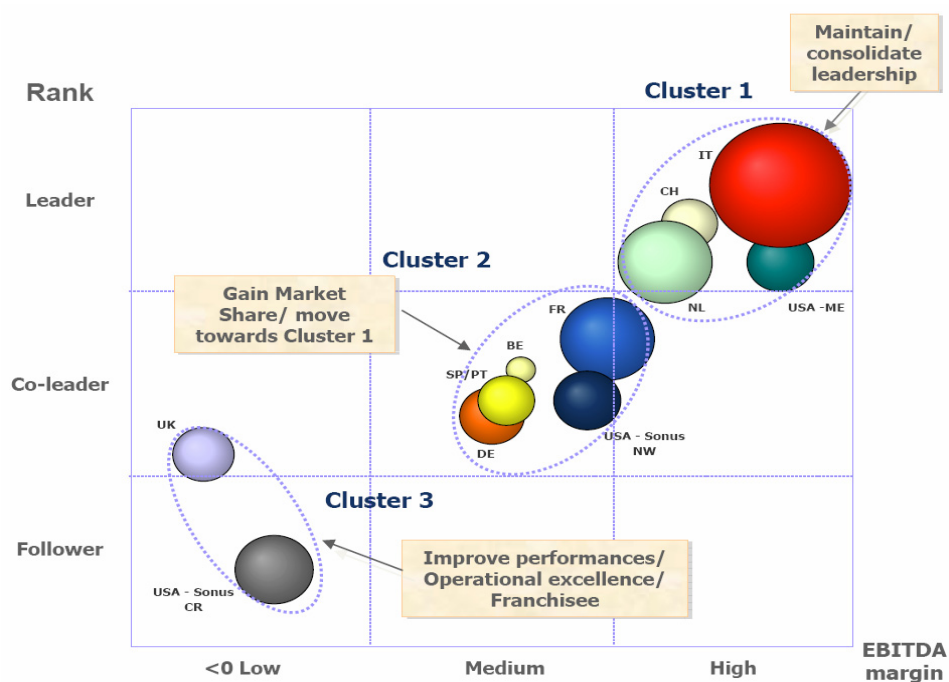 Maintain/
consolidate
leadership
Rank
Cluster 1
IT
Leader
CH
Cluster 2
Gain Market
Share/ move
towards Cluster 1
NL
USA -ME
FR
BE
SP/PT
Co-leader
UK
DE
USA - Sonus
NW
Cluster 3
Follower
Improve performances/
Operational excellence/
Franchisee
USA - Sonus
CR
<0 Low
Medium
High
EBITDA
margin